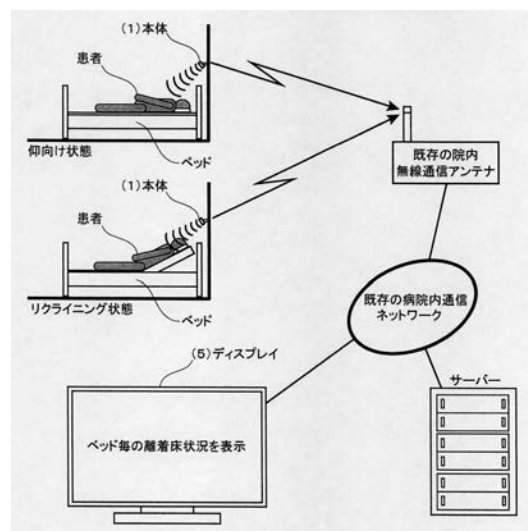 (1)本体
患者
ベッド
仰向け状態
(1)本体
患者
ベッド
リクライニング状態
既存の院内
無線通信アンテナ
既存の病院内通信
ネットワーク
サーバー
(5)ディスプレイ
ベッド毎の離着床状況を表示